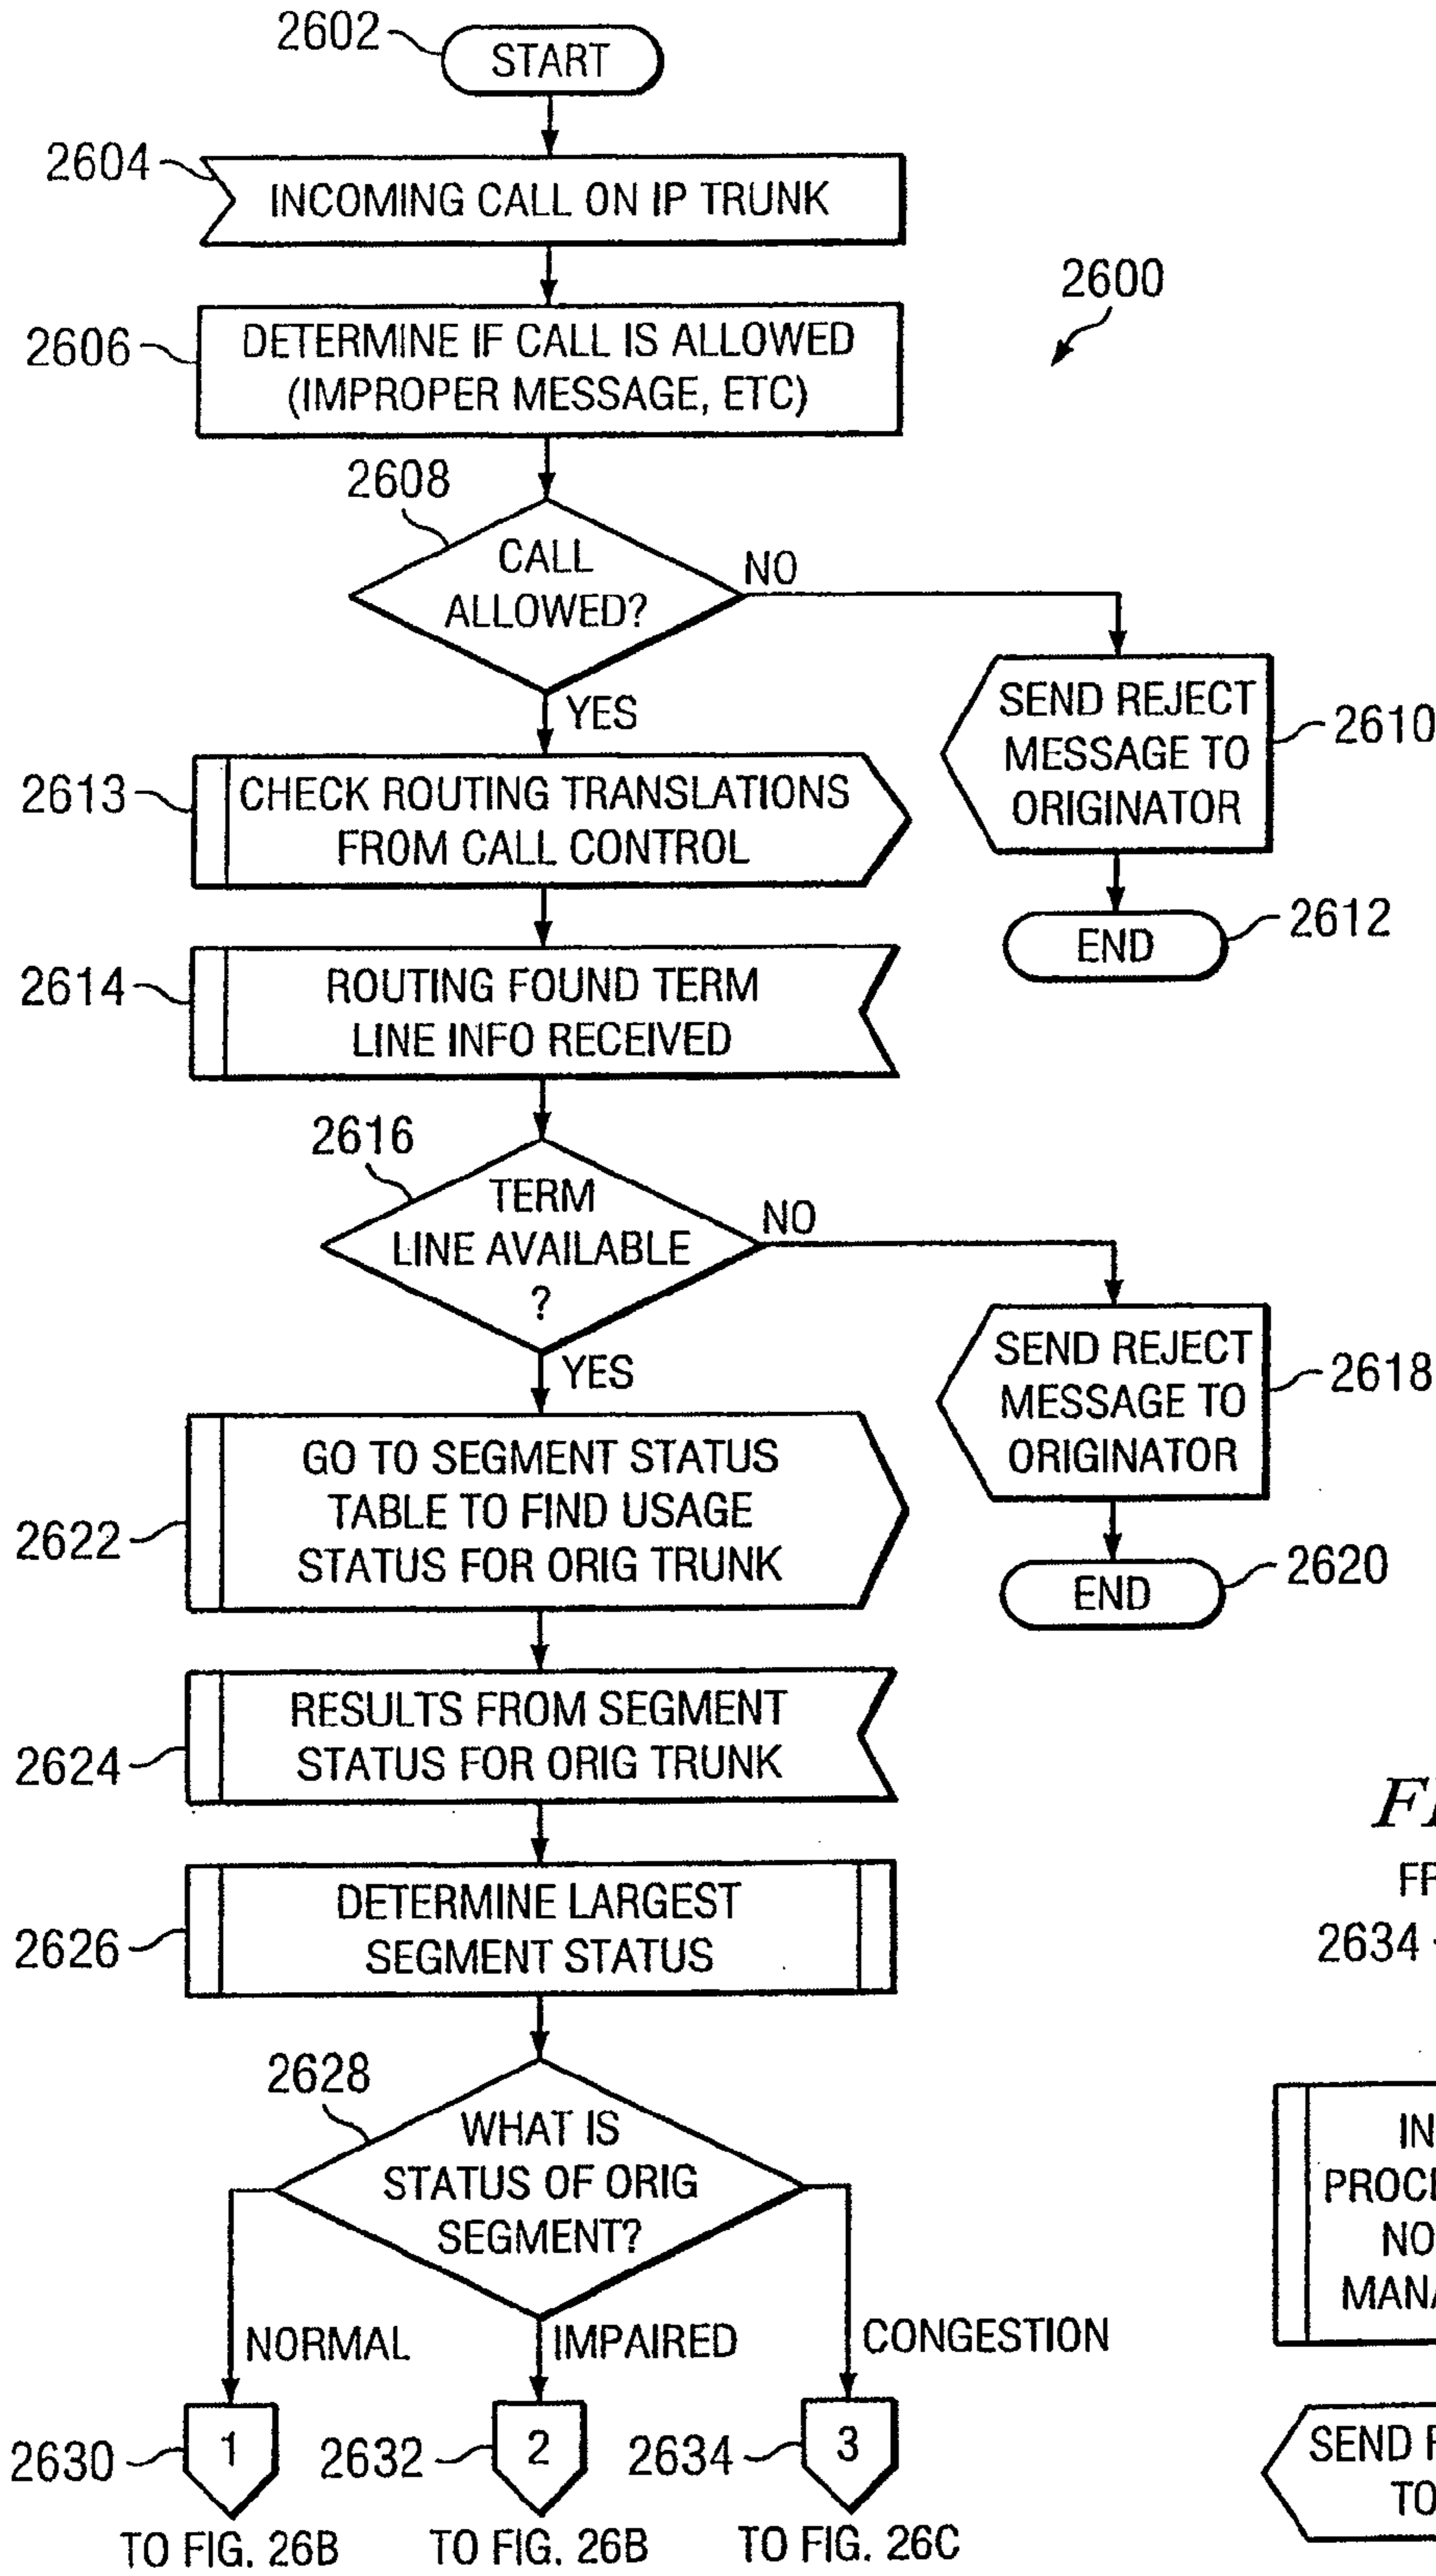 2602
START
2604
INCOMING CALL ON IP TRUNK
2600
2606
DETERMINE IF CALL IS ALLOWED
(IMPROPER MESSAGE, ETC)
2608
CALL
ALLOWED?
NO
YES
SEND REJECT
MESSAGE TO
ORIGINATOR
2610
END
2612
2613
CHECK ROUTING TRANSLATIONS
FROM CALL CONTROL
2614
ROUTING FOUND TERM
LINE INFO RECEIVED
2616
TERM
LINE AVAILABLE
?
NO
YES
SEND REJECT
MESSAGE TO
ORIGINATOR
2618
END
2620
2622
GO TO SEGMENT STATUS
TABLE TO FIND USAGE
STATUS FOR ORIG TRUNK
2624
RESULTS FROM SEGMENT
STATUS FOR ORIG TRUNK
2626
DETERMINE LARGEST
SEGMENT STATUS
2628
WHAT IS
STATUS OF ORIG
SEGMENT?
NORMAL
IMPAIRED
CONGESTION
2630
1
2632
2
2634
3
TO FIG. 26B
TO FIG. 26B
TO FIG. 26C
2634
IN
NO
TO
SEND